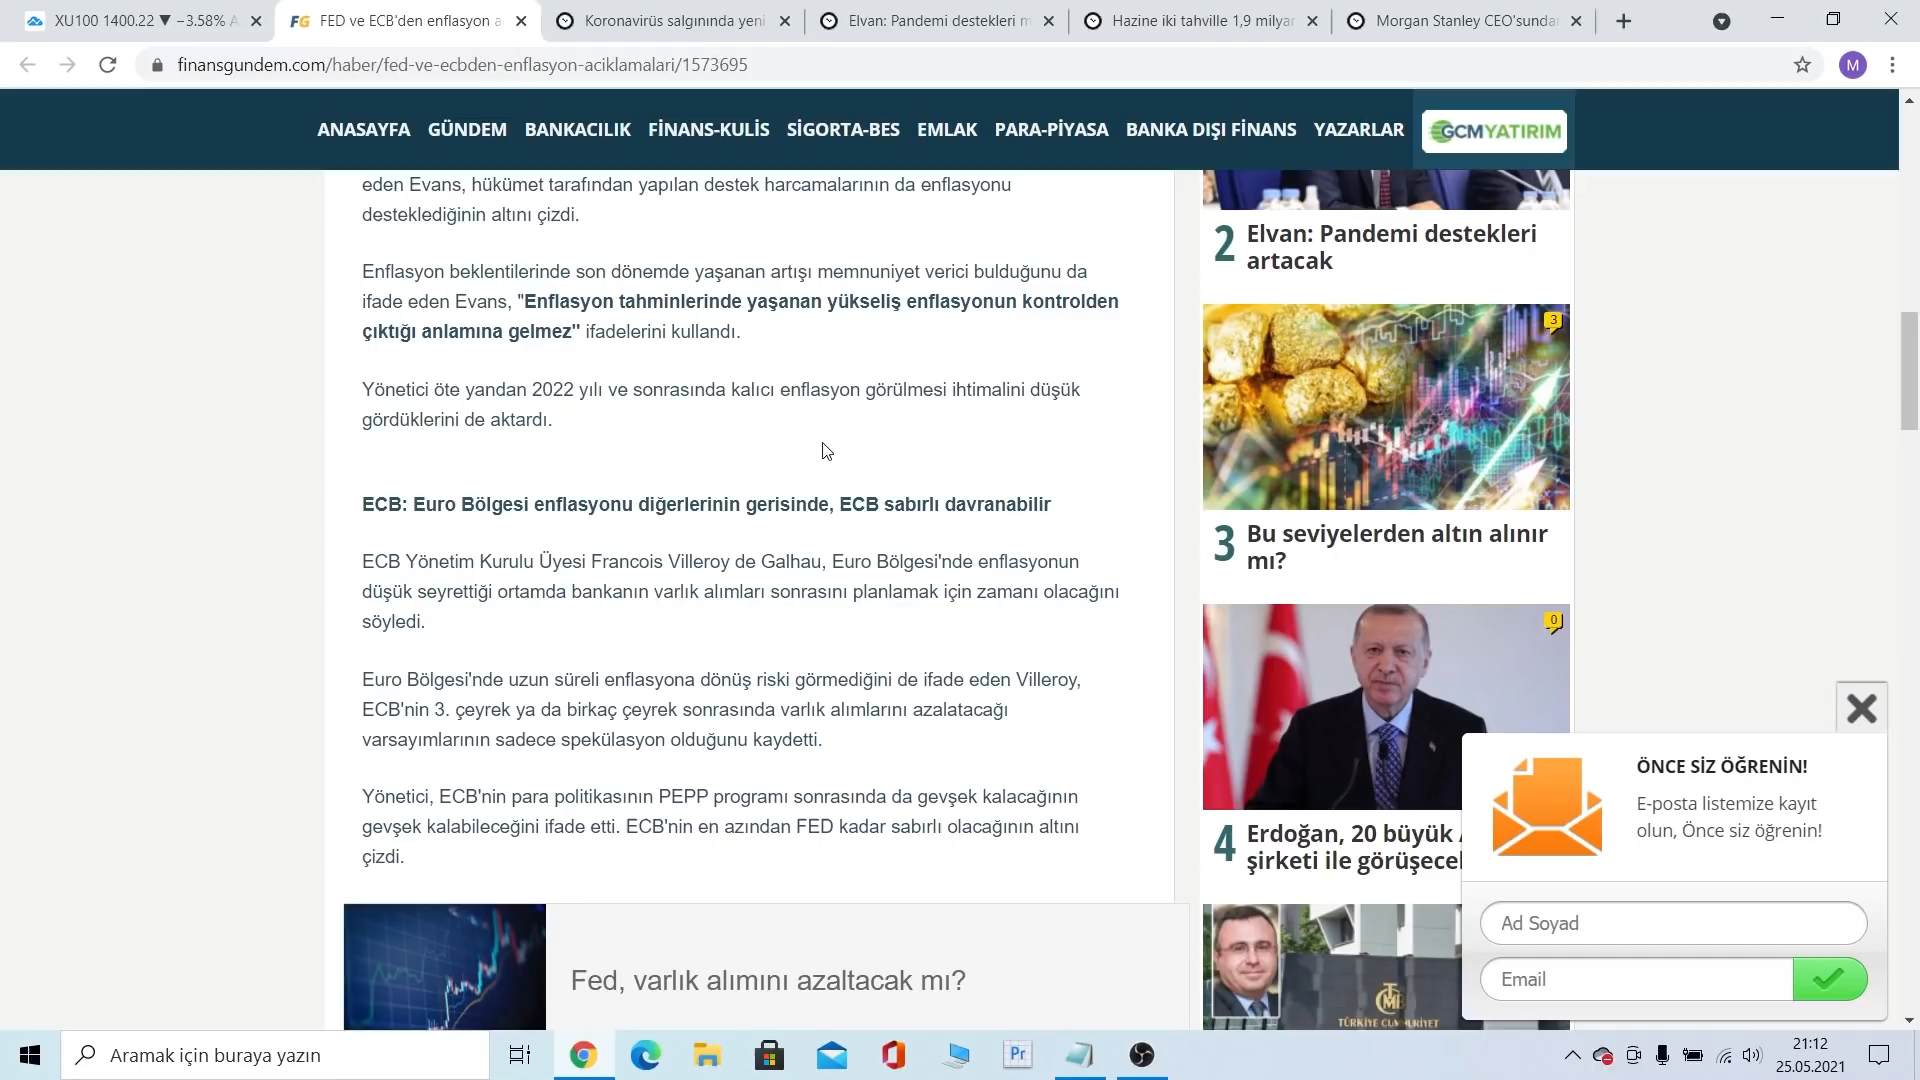 XU100 1400.22 ▼ −3.58% A
FED ve ECB'den enflasyon a
Koronavirüs salgınında yeni
Elvan: Pandemi destekleri m
Hazine iki tahville 1,9 milyar
Morgan Stanley CEO'sundan
finansgundem.com/haber/fed-ve-ecbden-enflasyon-aciklamalari/1573695
M
ANASAYFA GÜNDEM BANKACILIK FİNANS-KULİS SİGORTA-BES EMLAK PARA-PİYASA BANKA DIŞI FİNANS YAZARLAR
GCMYATIRIM
eden Evans, hükümet tarafından yapılan destek harcamalarının da enflasyonu
desteklediğinin altını çizdi.
Enflasyon beklentilerinde son dönemde yaşanan artışı memnuniyet verici bulduğunu da
ifade eden Evans, "Enflasyon tahminlerinde yaşanan yükseliş enflasyonun kontrolden
çıktığı anlamına gelmez" ifadelerini kullandı.
Yönetici öte yandan 2022 yılı ve sonrasında kalıcı enflasyon görülmesi ihtimalini düşük
gördüklerini de aktardı.
ECB: Euro Bölgesi enflasyonu diğerlerinin gerisinde, ECB sabırlı davranabilir
ECB Yönetim Kurulu Üyesi Francois Villeroy de Galhau, Euro Bölgesi'nde enflasyonun
düşük seyrettiği ortamda bankanın varlık alımları sonrasını planlamak için zamanı olacağını
söyledi.
Euro Bölgesi'nde uzun süreli enflasyona dönüş riski görmediğini de ifade eden Villeroy,
ECB'nin 3. çeyrek ya da birkaç çeyrek sonrasında varlık alımlarını azalatacağı
varsayımlarının sadece spekülasyon olduğunu kaydetti.
Yönetici, ECB'nin para politikasının PEPP programı sonrasında da gevşek kalacağının
gevşek kalabileceğini ifade etti. ECB'nin en azından FED kadar sabırlı olacağının altını
çizdi.
Fed, varlık alımını azaltacak mı?
2 Elvan: Pandemi destekleri
artacak
3
3 Bu seviyelerden altın alınır
mı?
0
4 Erdoğan, 20 büyük
şirketi ile görüşecek
TCMB
TÜRKİYE CUMHURİYET
ÖNCE SİZ ÖĞRENİN!
E-posta listemize kayıt
olun, Önce siz öğrenin!
Ad Soyad
Email
Aramak için buraya yazın
Pr
21:12
25.05.2021